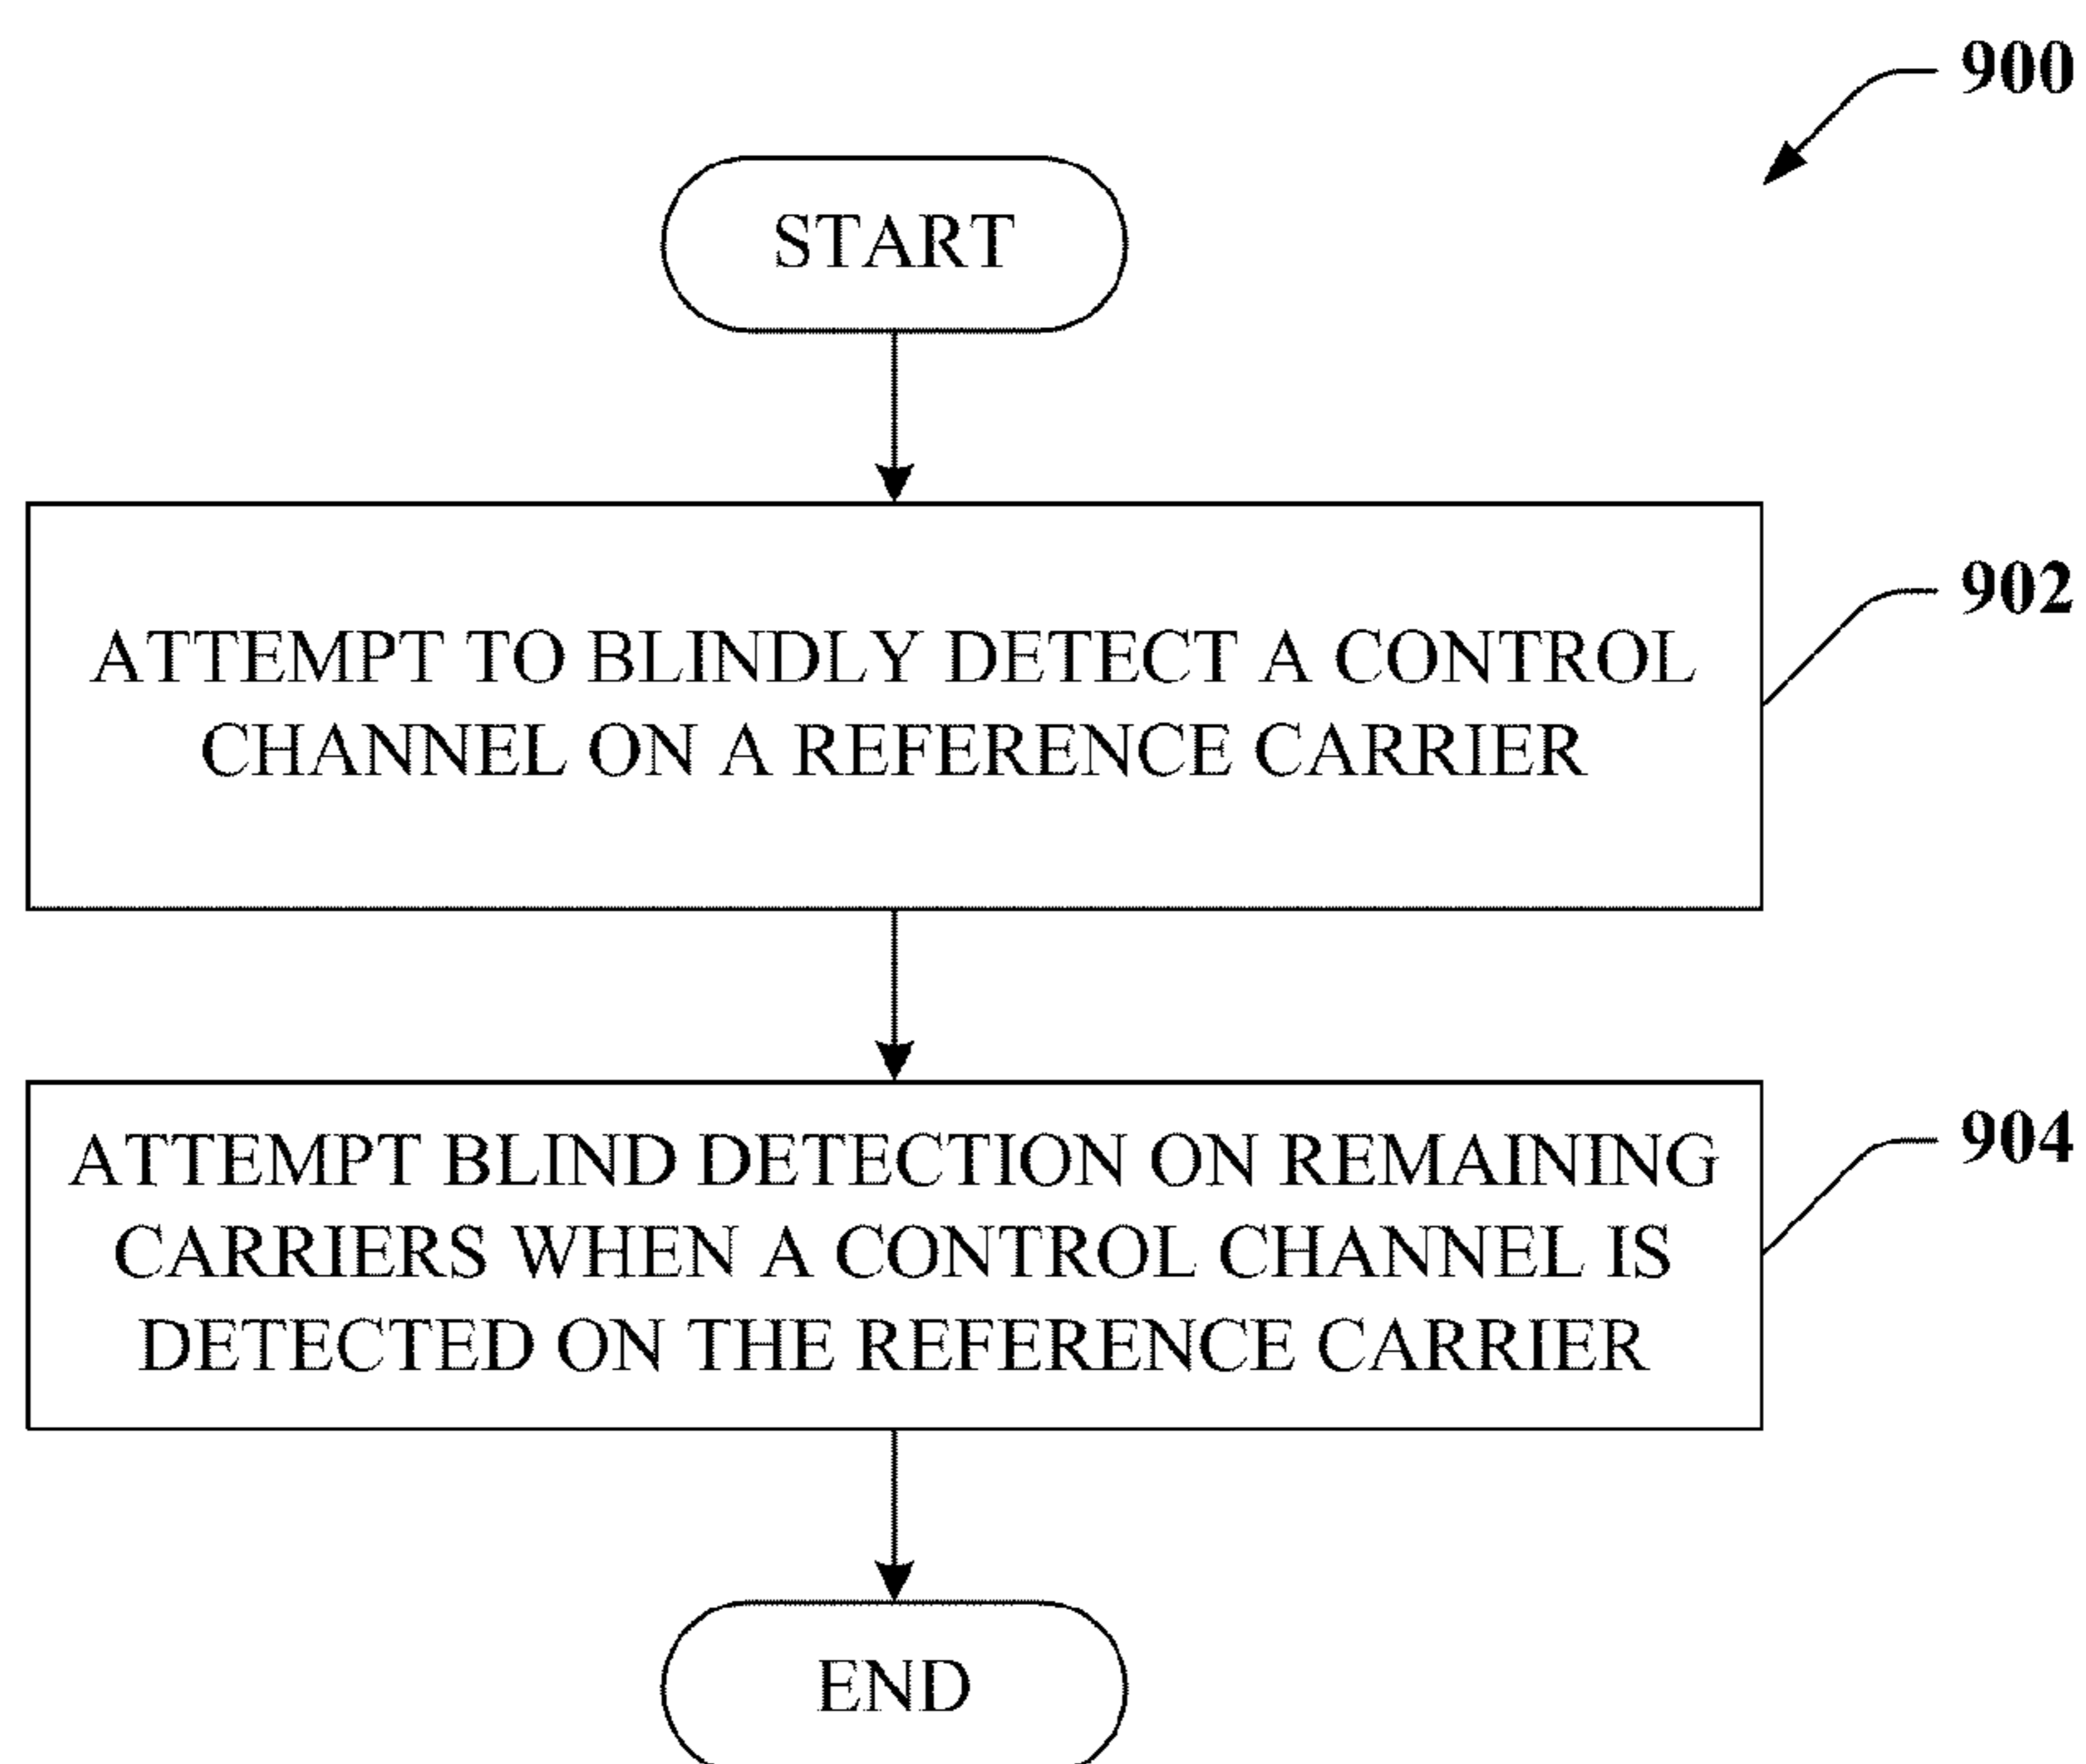 900
START
902
ATTEMPT TO BLINDLY DETECT A CONTROL
CHANNEL ON A REFERENCE CARRIER
904
ATTEMPT BLIND DETECTION ON REMAINING
CARRIERS WHEN A CONTROL CHANNEL IS
DETECTED ON THE REFERENCE CARRIER
END